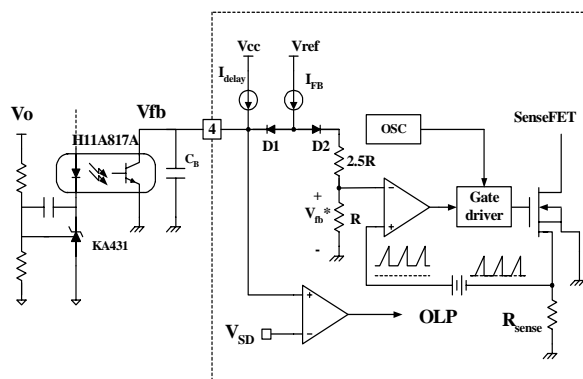 Vcc
Vref
I_delay
I_FB
Vo
Vfb
SenseFET
H11A817A
4
D1
D2
OSC
C_B
2.5R
+
V_fb*
-
R
-
+
Gate
driver
KA431
V_SD
+
-
OLP
R_sense